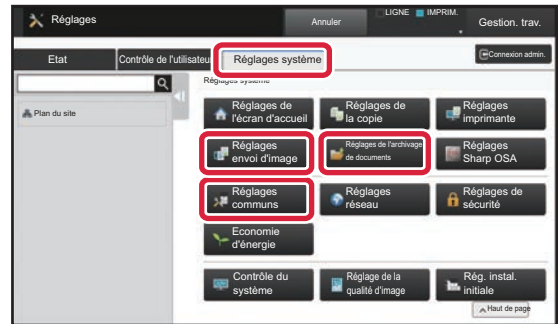 Réglages
Annuler
LIGNE
IMPRIM.
Gestion. trav.
Etat
Contrôle de l'utilisateu
Réglages système
Connexion admin.
Réglages système
Plan du site
Réglages de
l'écran d'accueil
Réglages de
la copie
Réglages
imprimante
Réglages
envoi d'image
Réglages de l'archivage
de documents
Réglages
Sharp OSA
Réglages
communs
Réglages
réseau
Réglages de
sécurité
Economie
d'énergie
Contrôle du
système
Réglage de la
qualité d'image
Rég. instal.
initiale
Haut de page